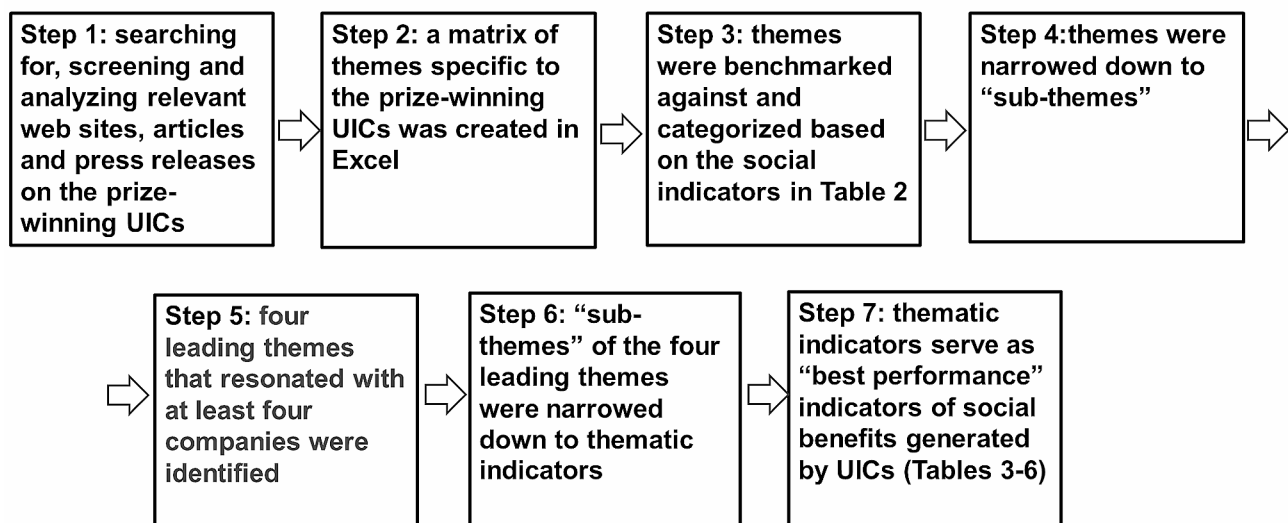 Step 1: searching
for, screening and
analyzing relevant
web sites, articles
and press releases
on the prize-
winning UICs
Step 2: a matrix of
themes specific to
the prize-winning
UICs was created in
Excel
Step 3: themes
were benchmarked
against and
categorized based
on the social
indicators in Table 2
Step 4:themes were
narrowed down to
“sub-themes”
Step 5: four
leading themes
that resonated with
at least four
companies were
identified
Step 6: “sub-
themes” of the four
leading themes
were narrowed
down to thematic
indicators
Step 7: thematic
indicators serve as
“best performance”
indicators of social
benefits generated
by UICs (Tables 3-6)